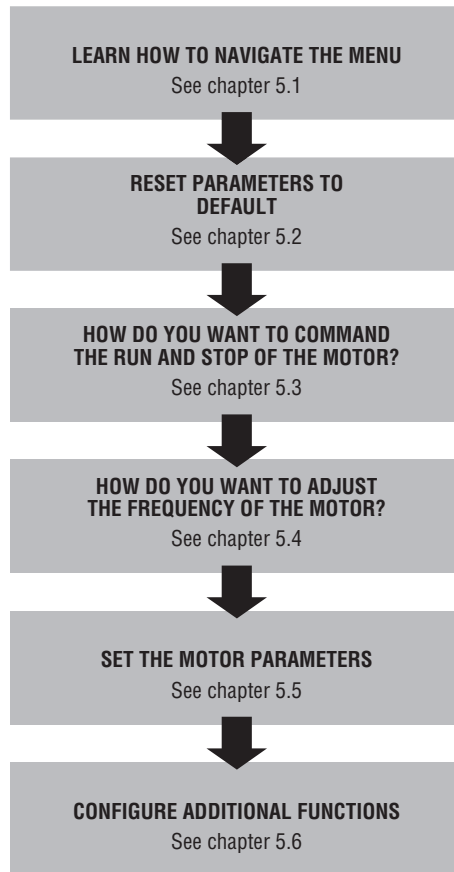 LEARN HOW TO NAVIGATE THE MENU
See chapter 5.1
RESET PARAMETERS TO
DEFAULT
See chapter 5.2
HOW DO YOU WANT TO COMMAND
THE RUN AND STOP OF THE MOTOR?
See chapter 5.3
HOW DO YOU WANT TO ADJUST
THE FREQUENCY OF THE MOTOR?
See chapter 5.4
SET THE MOTOR PARAMETERS
See chapter 5.5
CONFIGURE ADDITIONAL FUNCTIONS
See chapter 5.6